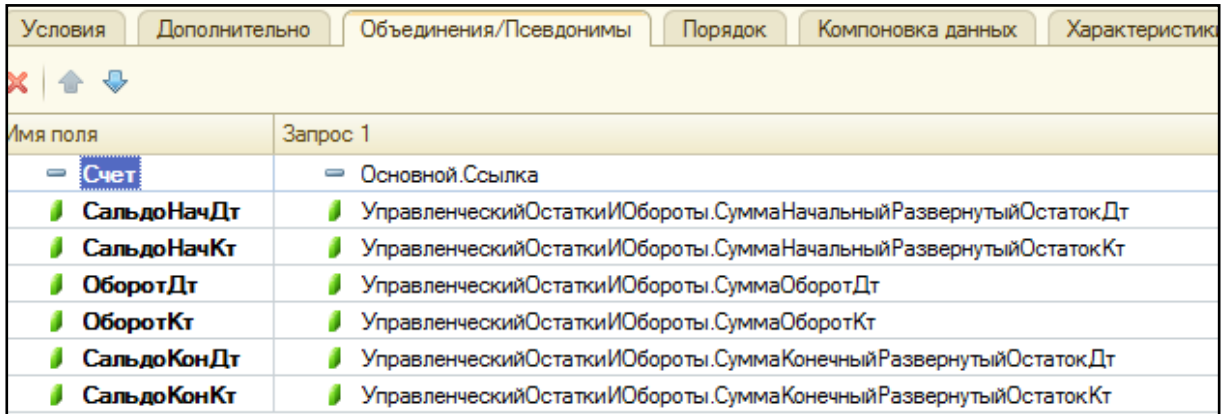 Условия Дополнительно Объединения/Псевдонимы Порядок Компоновка данных Характеристики
Имя поля Запрос 1
Счет Основной.Ссылка
СальдоНачДт УправленческийОстаткиИОбороты.СуммаНачальныйРазвернутыйОстатокДт
СальдоНачКт УправленческийОстаткиИОбороты.СуммаНачальныйРазвернутыйОстатокКт
ОборотДт УправленческийОстаткиИОбороты.СуммаОборотДт
ОборотКт УправленческийОстаткиИОбороты.СуммаОборотКт
СальдоКонДт УправленческийОстаткиИОбороты.СуммаКонечныйРазвернутыйОстатокДт
СальдоКонКт УправленческийОстаткиИОбороты.СуммаКонечныйРазвернутыйОстатокКт